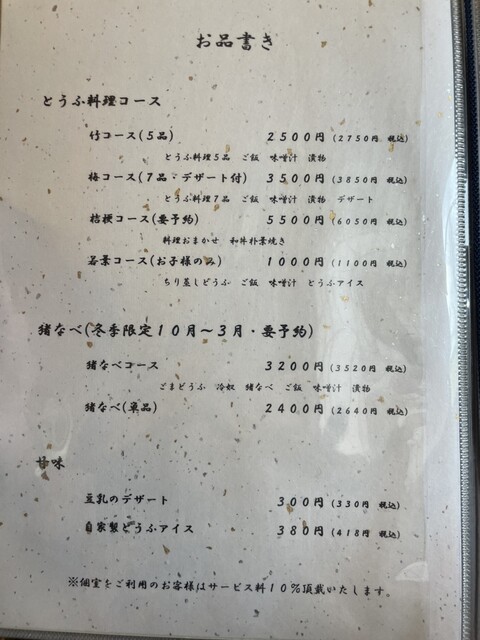 お品書き
とうふ料理コース
竹コース(5品) 2500円(2750円 税込)
とうふ料理5品 ご飯 味噌汁 漬物
梅コース(7品・デザート付) 3500円(3850円 税込)
とうふ料理7品 ご飯 味噌汁 漬物 デザート
桔梗コース(要予約) 5500円(6050円 税込)
料理おまかせ 和牛朴葉焼き
若葉コース(お子様のみ) 1000円(1100円 税込)
ちり蒸しどうふ ご飯 味噌汁 とうふアイス
猪なべ(冬季限定10月～3月・要予約)
猪なべコース 3200円(3520円 税込)
ごまどうふ 冷奴 猪なべ ご飯 味噌汁 漬物
猪なべ(単品) 2400円(2640円 税込)
甘味
豆乳のデザート 300円(330円 税込)
自家製とうふアイス 380円(418円 税込)
※個室をご利用のお客様はサービス料10%頂戴いたします。